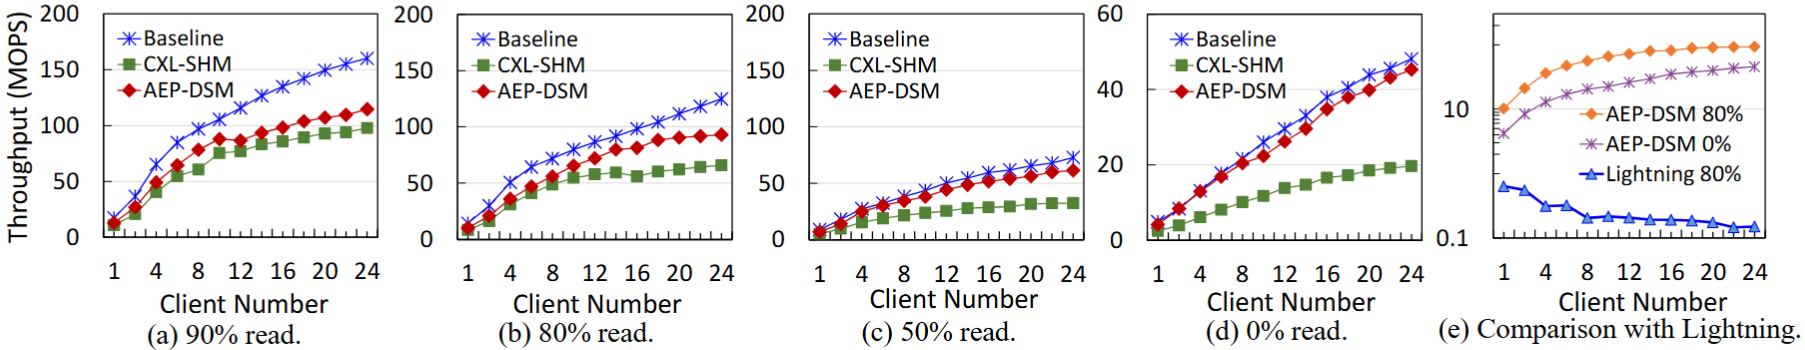 Throughput (MOPS)
200
150
100
50
0
Baseline
CXL-SHM
AEP-DSM
1 4 8 12 16 20 24
Client Number
(a) 90% read.
200
150
100
50
0
Baseline
CXL-SHM
AEP-DSM
1 4 8 12 16 20 24
Client Number
(b) 80% read.
200
150
100
50
0
Baseline
CXL-SHM
AEP-DSM
1 4 8 12 16 20 24
Client Number
(c) 50% read.
60
40
20
0
Baseline
CXL-SHM
AEP-DSM
1 4 8 12 16 20 24
Client Number
(d) 0% read.
10
0.1
AEP-DSM 80%
AEP-DSM 0%
Lightning 80%
1 4 8 12 16 20 24
Client Number
(e) Comparison with Lightning.